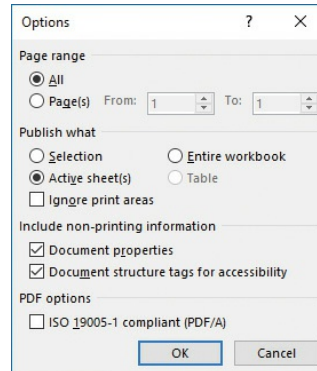 Options ? ×
Page range
All
Page(s) From: 1 To: 1
Publish what
Selection Entire workbook
Active sheet(s) Table
Ignore print areas
Include non-printing information
Document properties
Document structure tags for accessibility
PDF options
ISO 19005-1 compliant (PDF/A)
OK Cancel